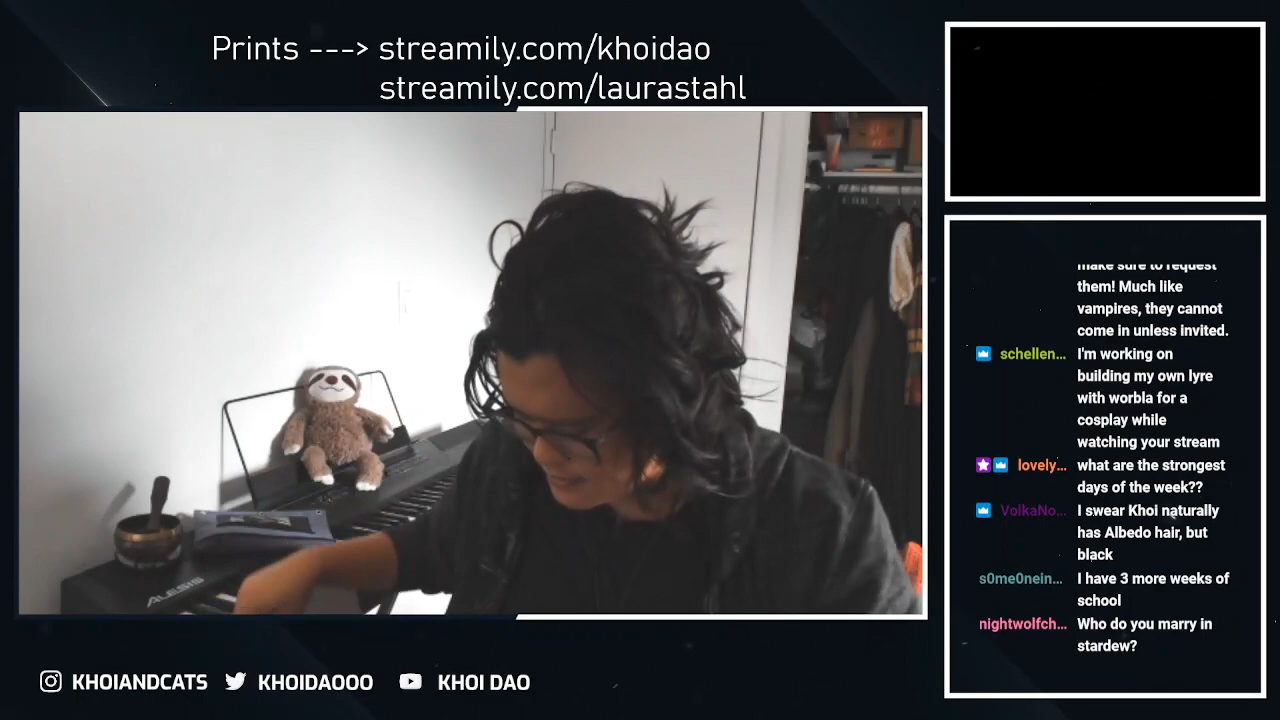 Prints ---> streamily.com/khoidao
streamily.com/laurastahl
make sure to request
them! Much like
vampires, they cannot
come in unless invited.
schellen... I'm working on
building my own lyre
with worbla for a
cosplay while
watching your stream
lovely... what are the strongest
days of the week??
VolkaNo... I swear Khoi naturally
has Albedo hair, but
black
s0me0nein... I have 3 more weeks of
school
nightwolfch... Who do you marry in
stardew?
ALESIS
KHOIANDCATS KHOIDAOOO KHOI DAO